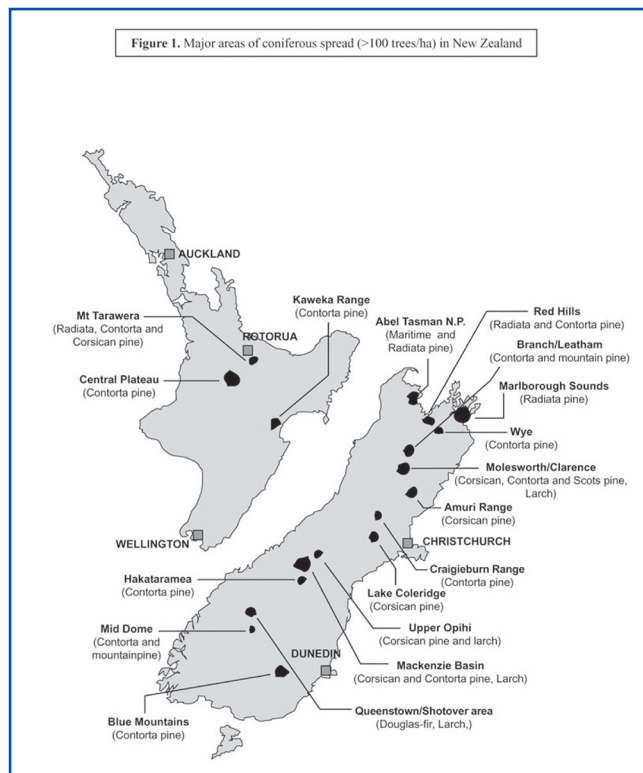 Figure 1. Major areas of coniferous spread (>100 trees/ha) in New Zealand
AUCKLAND
Mt Tarawera
(Radiata, Contorta and
Corsican pine)
ROTORUA
Kaweka Range
(Contorta pine)
Central Plateau
(Contorta pine)
WELLINGTON
Abel Tasman N.P.
(Maritime and
Radiata pine)
Red Hills
(Radiata and Contorta pine)
Branch/Leatham
(Contorta and mountain pine)
Marlborough Sounds
(Radiata pine)
Wye
(Contorta pine)
Molesworth/Clarence
(Corsican, Contorta and Scots pine,
Larch)
Amuri Range
(Corsican pine)
CHRISTCHURCH
Craigieburn Range
(Contorta pine)
Lake Coleridge
(Corsican pine)
Upper Opihi
(Corsican pine and larch)
Mackenzie Basin
(Corsican and Contorta pine, Larch)
Queenstown/Shotover area
(Douglas-fir, Larch,)
Hakataramea
(Contorta pine)
Mid Dome
(Contorta and
mountainpine)
DUNEDIN
Blue Mountains
(Contorta pine)